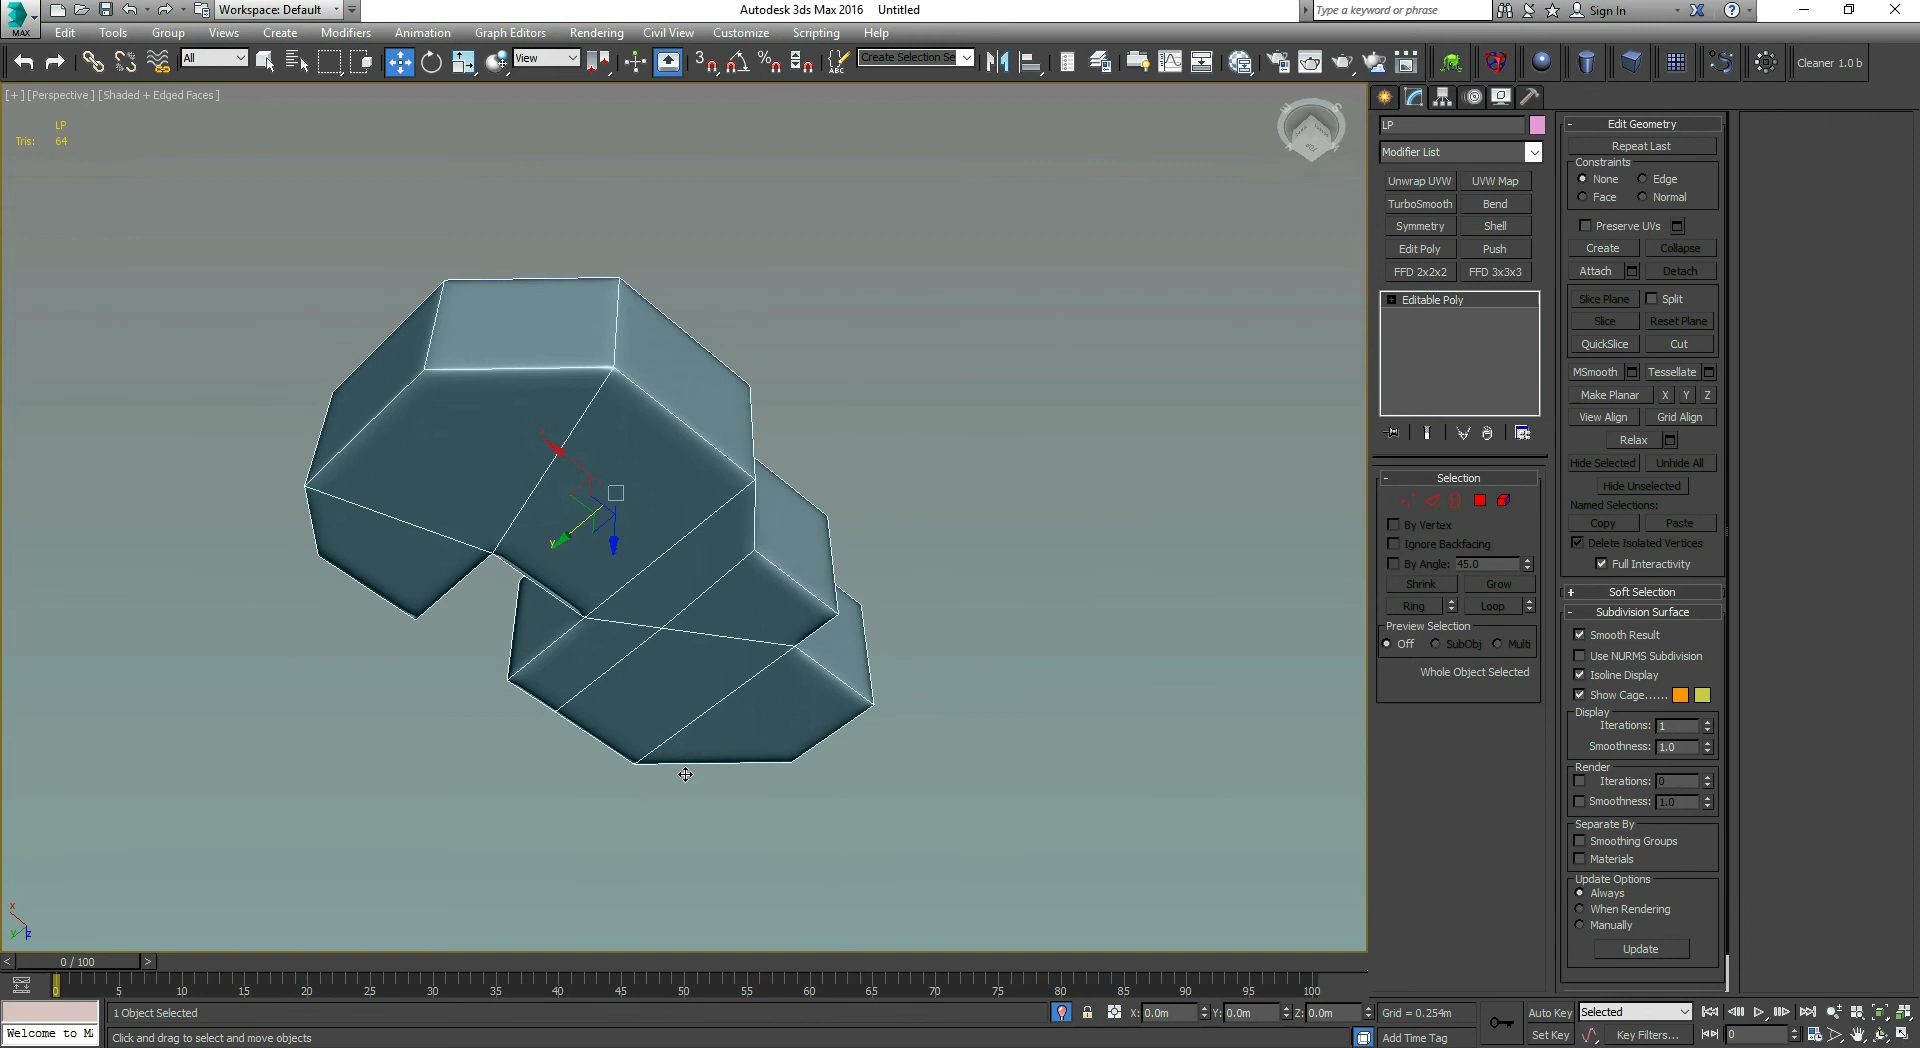 Workspace: Default
Autodesk 3ds Max 2016 Untitled
Type a keyword or phrase
Sign In
MAX
Edit Tools Group Views Create Modifiers Animation Graph Editors Rendering Civil View Customize Scripting Help
All
View
Create Selection Se
Cleaner 1.0 b
[+] [Perspective ] [Shaded + Edged Faces ]
LP
Tris: 64
LP
Modifier List
Unwrap UVW UVW Map
TurboSmooth Bend
Symmetry Shell
Edit Poly Push
FFD 2x2x2 FFD 3x3x3
Editable Poly
Selection
By Vertex
Ignore Backfacing
By Angle: 45.0
Shrink Grow
Ring Loop
Preview Selection
Off SubObj Multi
Whole Object Selected
Edit Geometry
Repeat Last
Constraints
None Edge
Face Normal
Preserve UVs
Create Collapse
Attach Detach
Slice Plane Split
Slice Reset Plane
QuickSlice Cut
MSmooth Tessellate
Make Planar X Y Z
View Align Grid Align
Relax
Hide Selected Unhide All
Hide Unselected
Named Selections:
Copy Paste
Delete Isolated Vertices
Full Interactivity
Soft Selection
Subdivision Surface
Smooth Result
Use NURMS Subdivision
Isoline Display
Show Cage......
Display
Iterations: 1
Smoothness: 1.0
Render
Iterations: 0
Smoothness: 1.0
Separate By
Smoothing Groups
Materials
Update Options
Always
When Rendering
Manually
Update
x
y
z
0 / 100
0 5 10 15 20 25 30 35 40 45 50 55 60 65 70 75 80 85 90 95 100
1 Object Selected
X: 0.0m Y: 0.0m Z: 0.0m Grid = 0.254m
Auto Key Selected
Welcome to Mi
Click and drag to select and move objects
Add Time Tag
Set Key Key Filters... 0